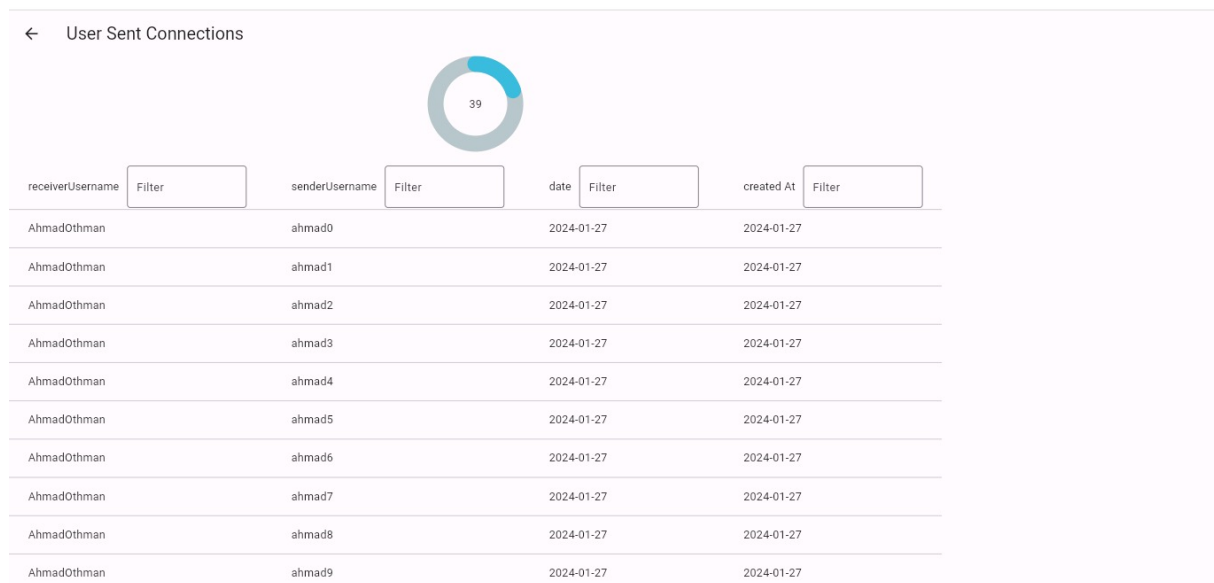 ← User Sent Connections
39
receiverUsername Filter senderUsername Filter date Filter created At Filter
AhmadOthman ahmad0 2024-01-27 2024-01-27
AhmadOthman ahmad1 2024-01-27 2024-01-27
AhmadOthman ahmad2 2024-01-27 2024-01-27
AhmadOthman ahmad3 2024-01-27 2024-01-27
AhmadOthman ahmad4 2024-01-27 2024-01-27
AhmadOthman ahmad5 2024-01-27 2024-01-27
AhmadOthman ahmad6 2024-01-27 2024-01-27
AhmadOthman ahmad7 2024-01-27 2024-01-27
AhmadOthman ahmad8 2024-01-27 2024-01-27
AhmadOthman ahmad9 2024-01-27 2024-01-27